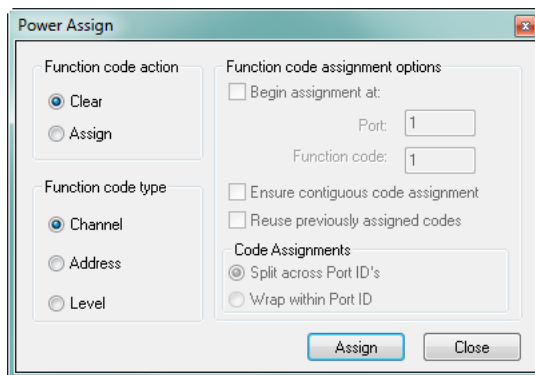 Power Assign
Function code action
Clear
Assign
Function code type
Channel
Address
Level
Function code assignment options
Begin assignment at:
Port: 1
Function code: 1
Ensure contiguous code assignment
Reuse previously assigned codes
Code Assignments
Split across Port ID's
Wrap within Port ID
Assign Close